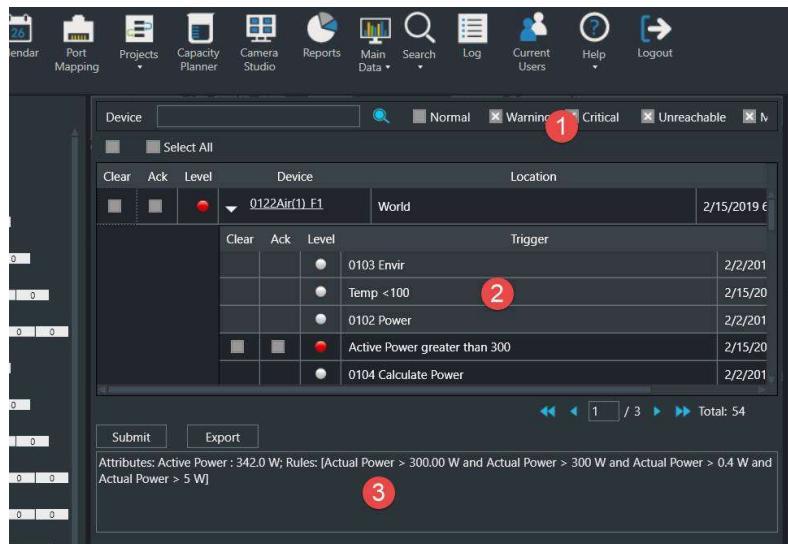 26
endar
Port
Mapping
Projects
Capacity
Planner
Camera
Studio
Reports
Main
Data
Search
Log
Current
Users
?
Help
Logout
Device
Normal
Warning
Critical
Unreachable
1
Select All
Clear Ack Level Device Location
0122Air(1)_F1 World 2/15/2019 6
Clear Ack Level Trigger
0103 Envir 2/2/201
Temp <100 2/15/20
2
0102 Power 2/2/201
Active Power greater than 300 2/15/20
0104 Calculate Power 2/2/201
1 / 3 Total: 54
Submit Export
Attributes: Active Power : 342.0 W; Rules: [Actual Power > 300.00 W and Actual Power > 300 W and Actual Power > 0.4 W and
Actual Power > 5 W]
3
0
0
0 0
0
0
0 0
0 0